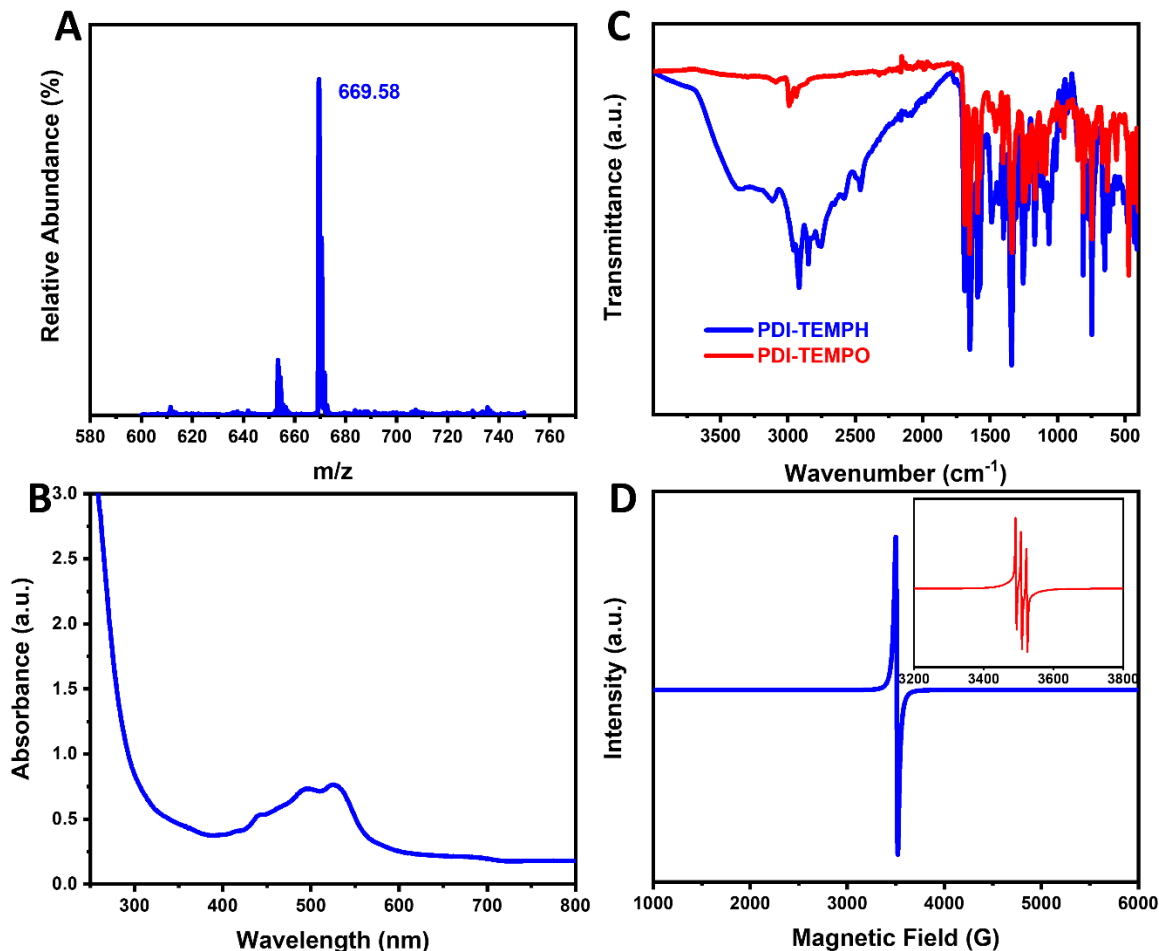 A
669.58
Relative Abundance (%)
580 600 620 640 660 680 700 720 740 760
m/z
C
Transmittance (a.u.)
PDI-TEMPH
PDI-TEMPO
3500 3000 2500 2000 1500 1000 500
Wavenumber (cm⁻¹)
B
3.0
2.5
2.0
1.5
1.0
0.5
0.0
Absorbance (a.u.)
300 400 500 600 700 800
Wavelength (nm)
D
Intensity (a.u.)
3200 3400 3600 3800
1000 2000 3000 4000 5000 6000
Magnetic Field (G)